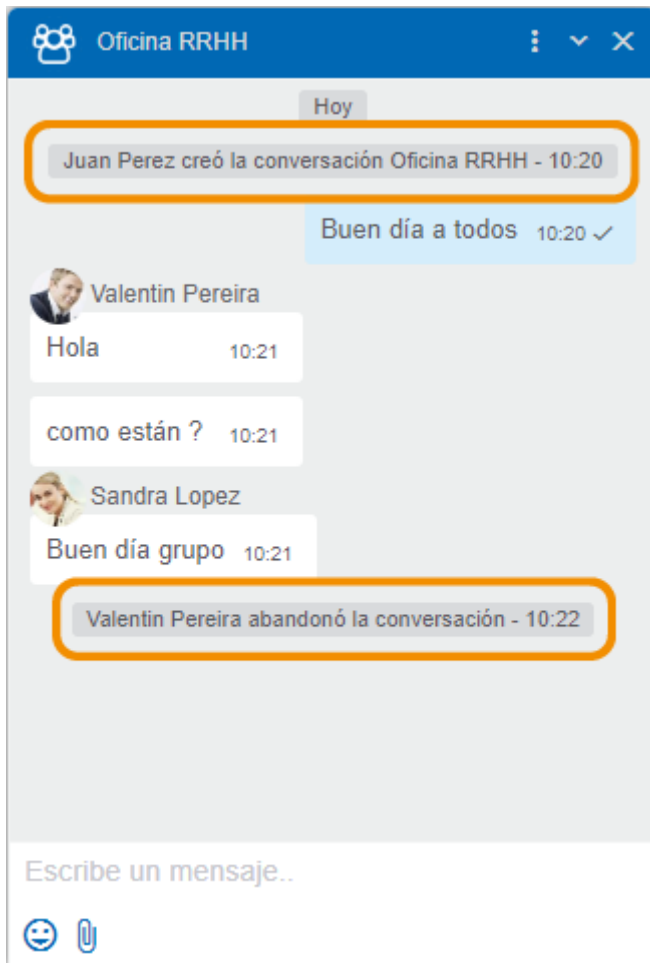 Oficina RRHH
Hoy
Juan Perez creó la conversación Oficina RRHH - 10:20
Buen día a todos 10:20
Valentin Pereira
Hola 10:21
como están ? 10:21
Sandra Lopez
Buen día grupo 10:21
Valentin Pereira abandonó la conversación - 10:22
Escribe un mensaje..